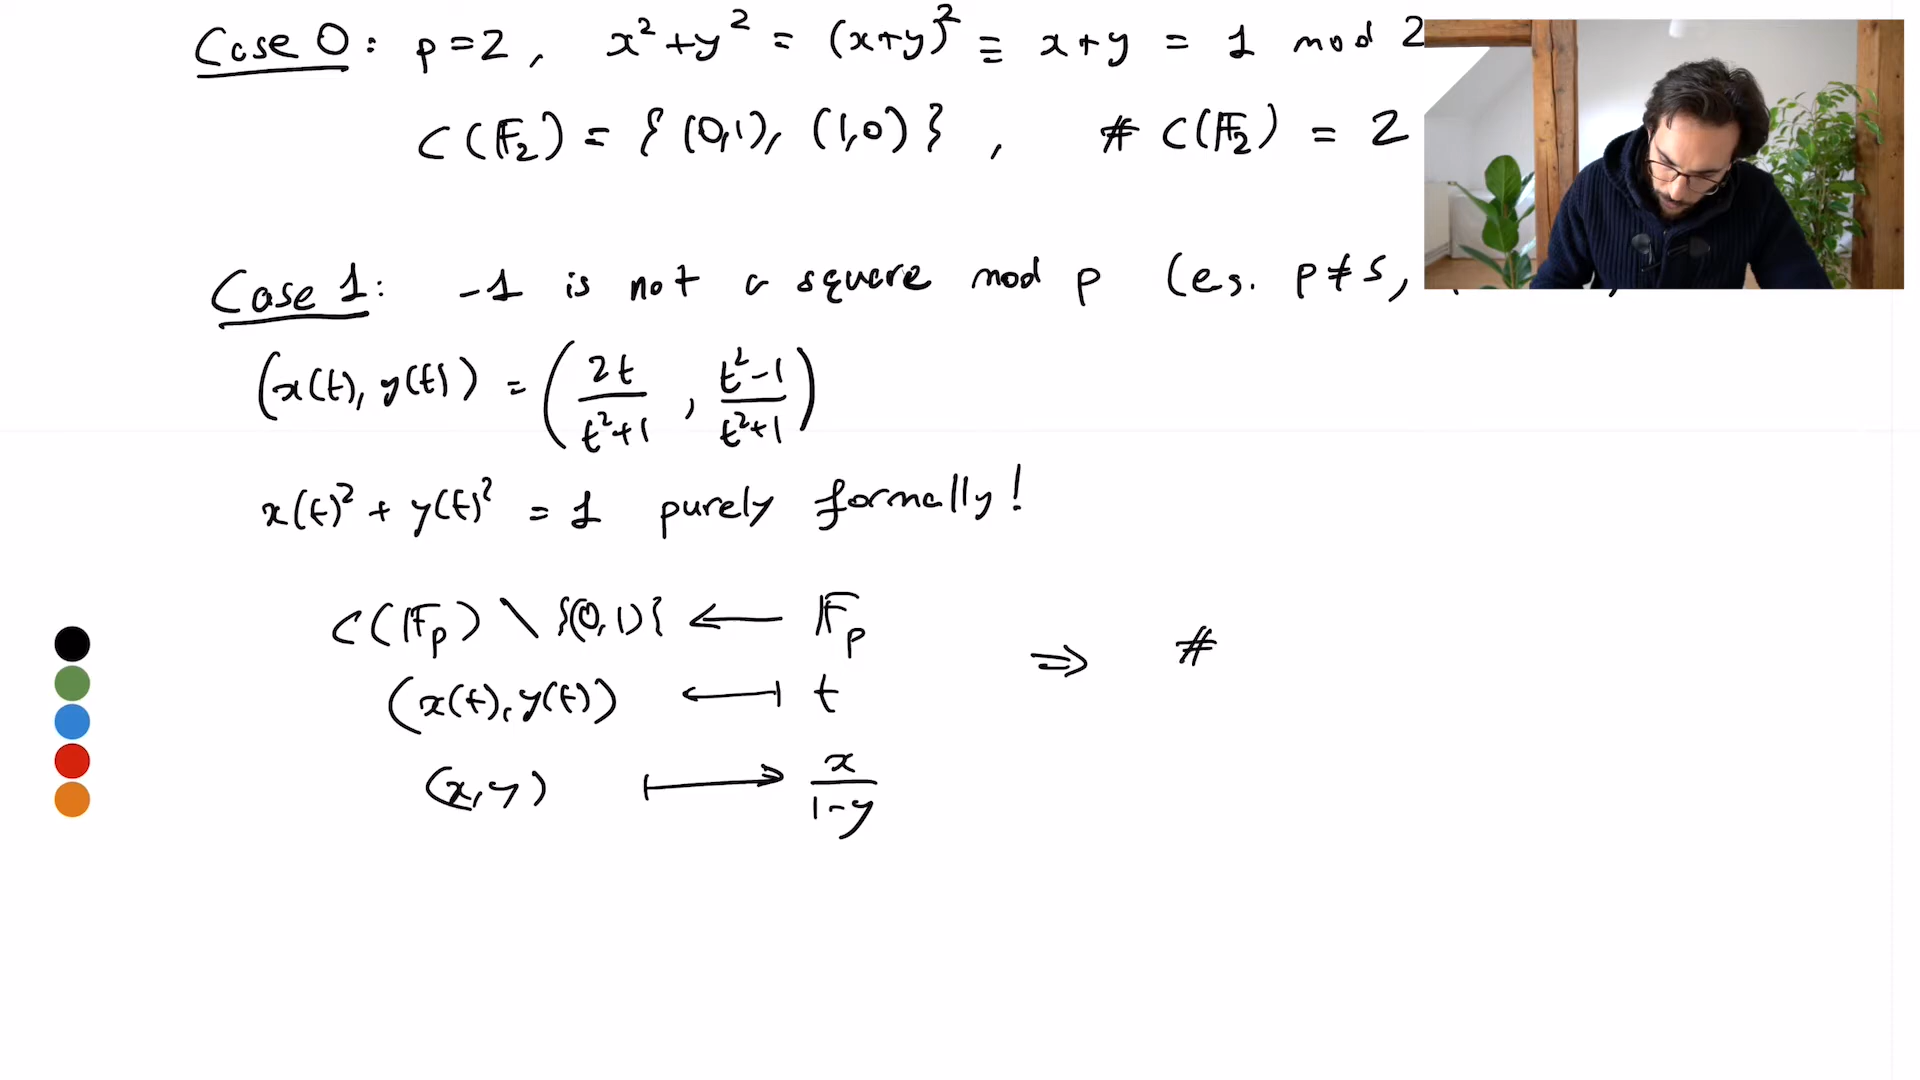 Case 0: p=2, x²+y² = (x+y)² ≡ x+y = 1 mod 2
C(𝔽₂) = {(0,1), (1,0)}, # C(𝔽₂) = 2
Case 1: -1 is not a square mod p (es. p≠5,
(x(t), y(t)) = (2t/(t²+1), (t²-1)/(t²+1))
x(t)² + y(t)² = 1 purely formally!
C(𝔽ₚ) \ {(0,1)} ← 𝔽ₚ ⇒ #
(x(t), y(t)) ↤ t
(x,y) ↦ x/(1-y)